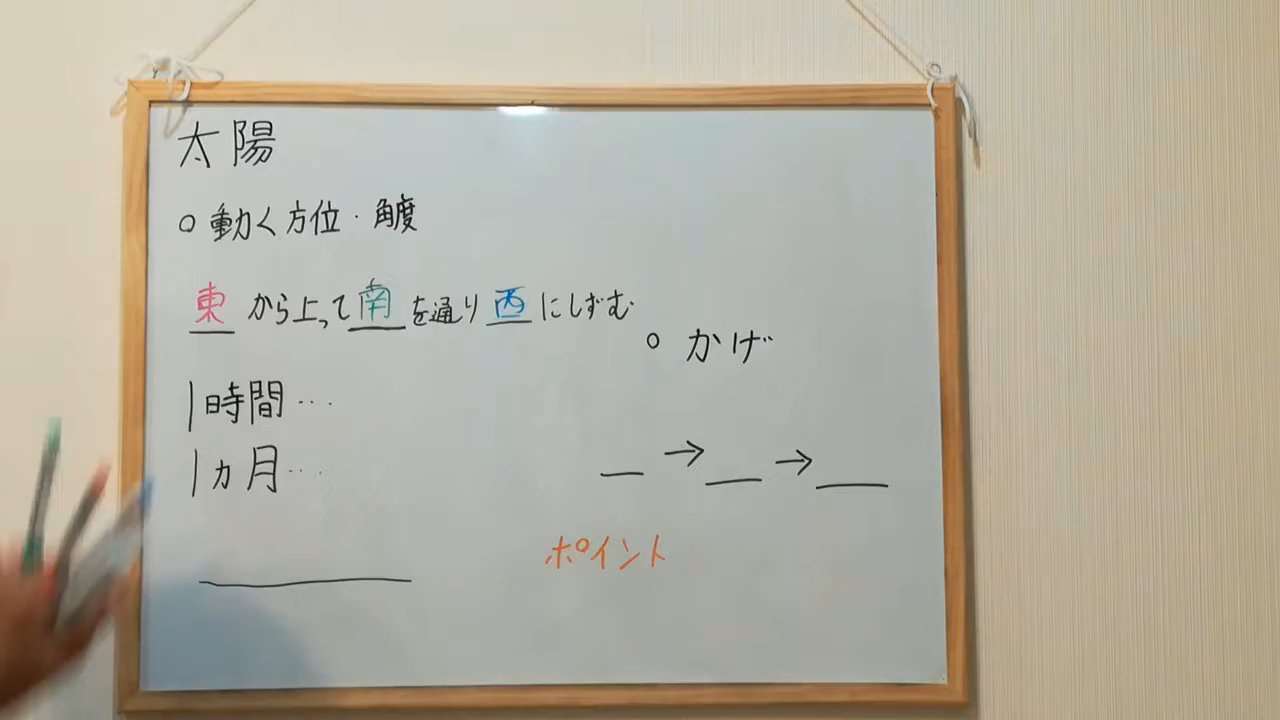 太陽
○ 動く方位・角度
東から上って南を通り西にしずむ
1時間…
1ヵ月…
○ かげ
→ →
ポイント